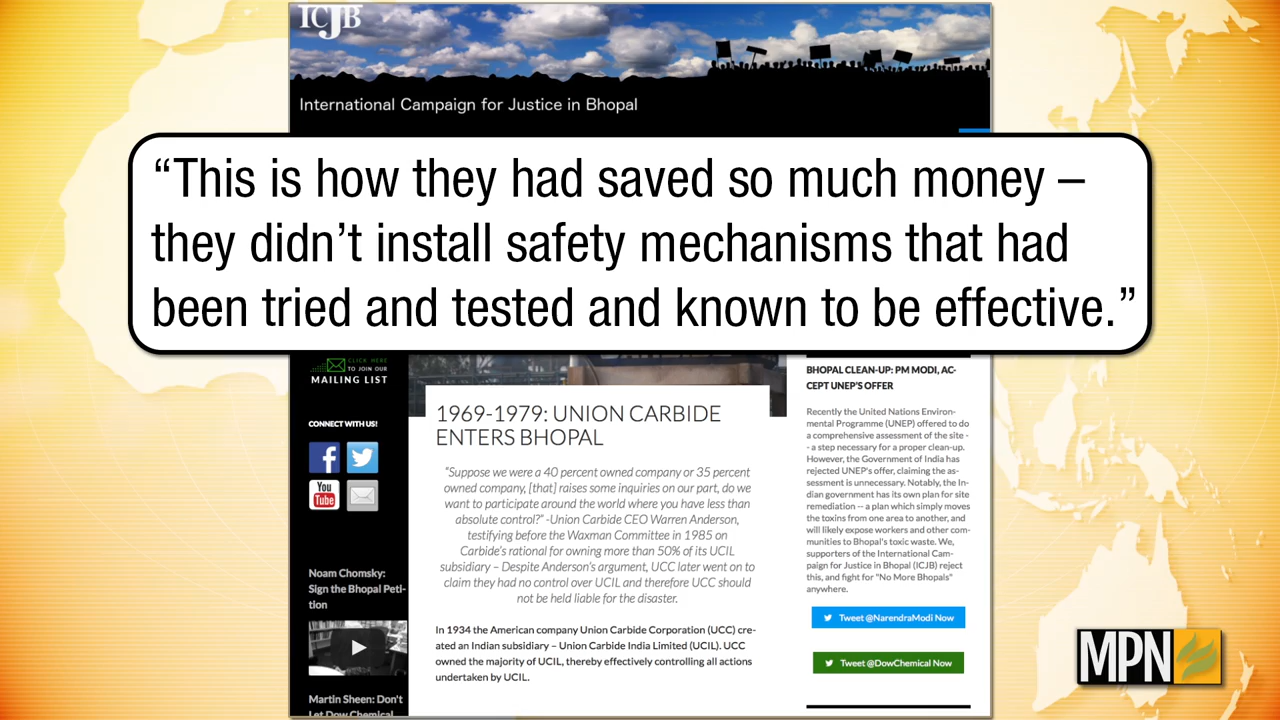 ICJB
International Campaign for Justice in Bhopal
“This is how they had saved so much money –
they didn’t install safety mechanisms that had
been tried and tested and known to be effective.”
CLICK HERE
TO JOIN OUR
MAILING LIST
CONNECT WITH US!
You
Tube
Noam Chomsky:
Sign the Bhopal Peti-
tion
Martin Sheen: Don't
Let Dow Chemical
1969-1979: UNION CARBIDE
ENTERS BHOPAL
“Suppose we were a 40 percent owned company or 35 percent
owned company, [that] raises some inquiries on our part, do we
want to participate around the world where you have less than
absolute control?” -Union Carbide CEO Warren Anderson,
testifying before the Waxman Committee in 1985 on
Carbide’s rational for owning more than 50% of its UCIL
subsidiary – Despite Anderson’s argument, UCC later went on to
claim they had no control over UCIL and therefore UCC should
not be held liable for the disaster.
In 1934 the American company Union Carbide Corporation (UCC) cre-
ated an Indian subsidiary – Union Carbide India Limited (UCIL). UCC
owned the majority of UCIL, thereby effectively controlling all actions
undertaken by UCIL.
BHOPAL CLEAN-UP: PM MODI, AC-
CEPT UNEP'S OFFER
Recently the United Nations Environ-
mental Programme (UNEP) offered to do
a comprehensive assessment of the site -
- a step necessary for a proper clean-up.
However, the Government of India has
rejected UNEP's offer, claiming the as-
sessment is unnecessary. Notably, the In-
dian government has its own plan for site
remediation -- a plan which simply moves
the toxins from one area to another, and
will likely expose workers and other com-
munities to Bhopal's toxic waste. We,
supporters of the International Cam-
paign for Justice in Bhopal (ICJB) reject
this, and fight for "No More Bhopals"
anywhere.
Tweet @NarendraModi Now
Tweet @DowChemical Now
MPN